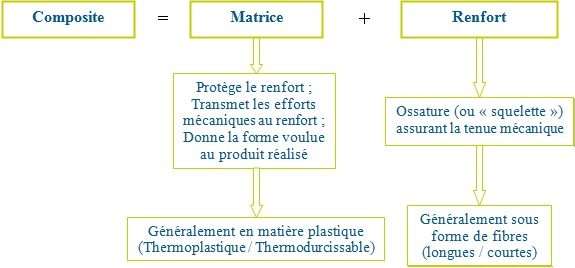 Composite = Matrice + Renfort
Protège le renfort ;
Transmet les efforts
mécaniques au renfort ;
Donne la forme voulue
au produit réalisé
Ossature (ou « squelette »)
assurant la tenue mécanique
Généralement en matière plastique
(Thermoplastique / Thermodurcissable)
Généralement sous
forme de fibres
(longues / courtes)